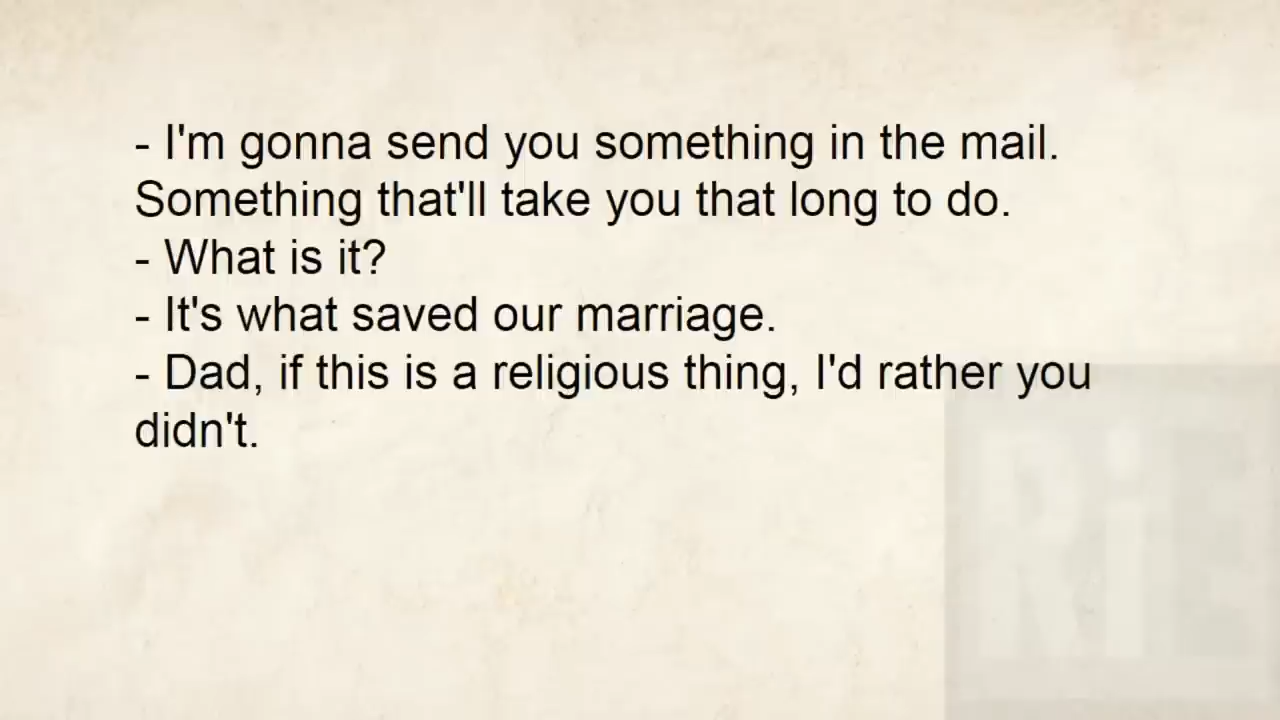 - I'm gonna send you something in the mail.
Something that'll take you that long to do.
- What is it?
- It's what saved our marriage.
- Dad, if this is a religious thing, I'd rather you
didn't.
RiE